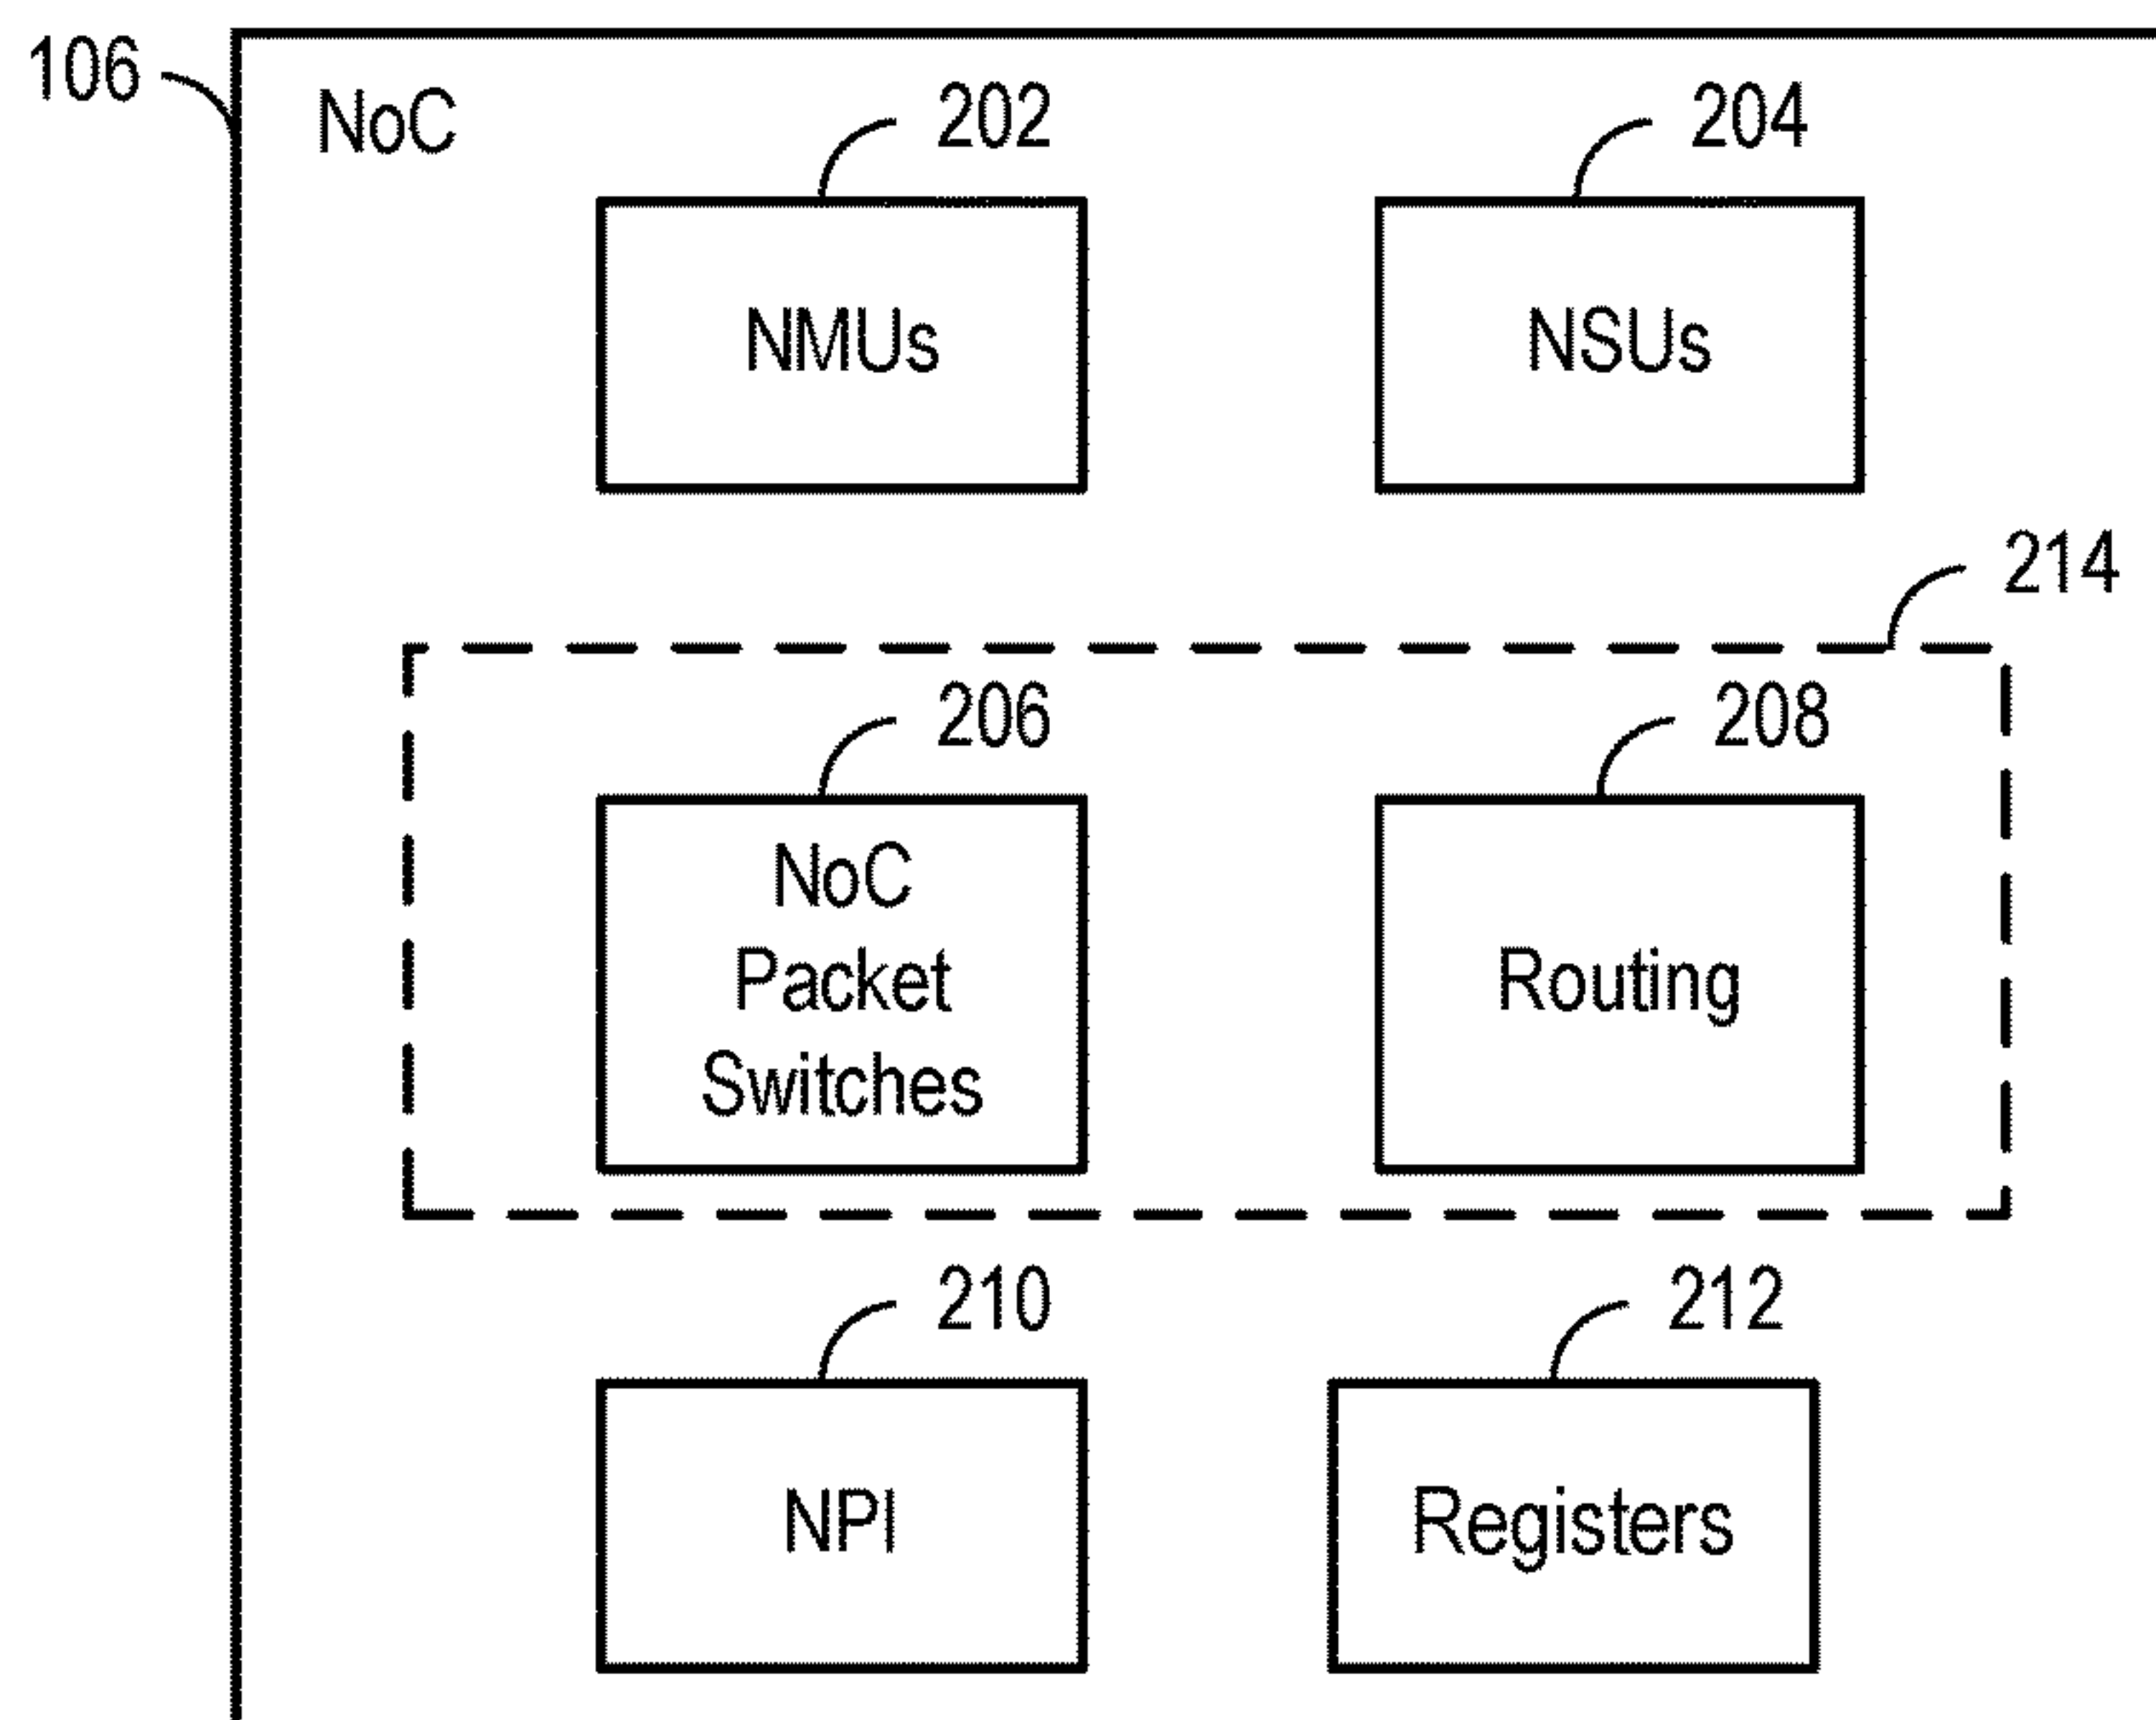 106
NoC
202
204
NMUs
NSUs
214
206
208
NoC
Packet
Switches
Routing
210
212
NPI
Registers